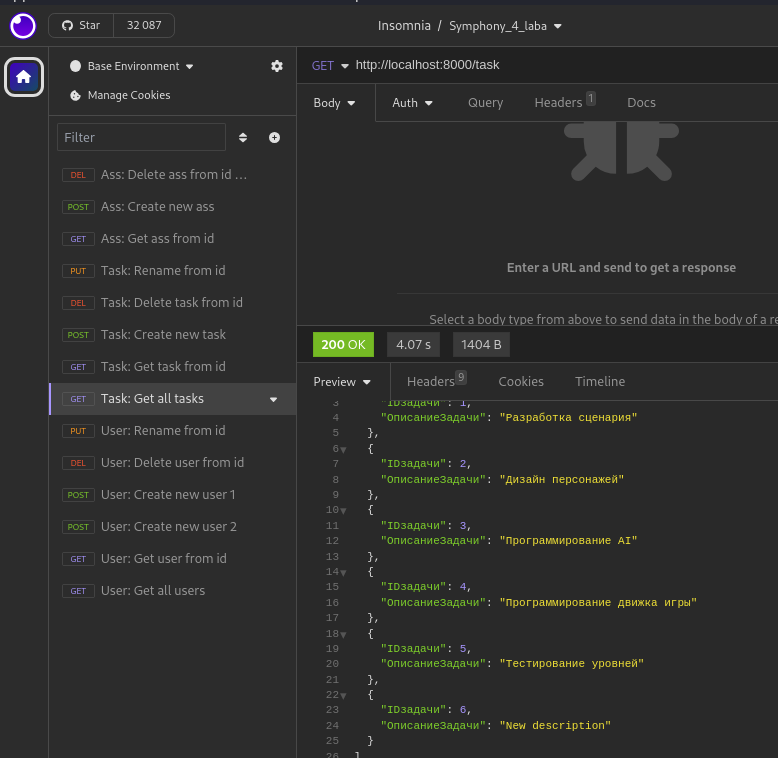 Star 32 087
Insomnia / Symphony_4_laba
Base Environment
Manage Cookies
Filter
DEL Ass: Delete ass from id ...
POST Ass: Create new ass
GET Ass: Get ass from id
PUT Task: Rename from id
DEL Task: Delete task from id
POST Task: Create new task
GET Task: Get task from id
GET Task: Get all tasks
PUT User: Rename from id
DEL User: Delete user from id
POST User: Create new user 1
POST User: Create new user 2
GET User: Get user from id
GET User: Get all users
GET http://localhost:8000/task
Body Auth Query Headers 1 Docs
Enter a URL and send to get a response
Select a body type from above to send data in the body of a re
200 OK 4.07 s 1404 B
Preview Headers 9 Cookies Timeline
3 "IDзадачи": 1,
4 "ОписаниеЗадачи": "Разработка сценария"
5 },
6 {
7 "IDзадачи": 2,
8 "ОписаниеЗадачи": "Дизайн персонажей"
9 },
10 {
11 "IDзадачи": 3,
12 "ОписаниеЗадачи": "Программирование AI"
13 },
14 {
15 "IDзадачи": 4,
16 "ОписаниеЗадачи": "Программирование движка игры"
17 },
18 {
19 "IDзадачи": 5,
20 "ОписаниеЗадачи": "Тестирование уровней"
21 },
22 {
23 "IDзадачи": 6,
24 "ОписаниеЗадачи": "New description"
25 }
26 ]